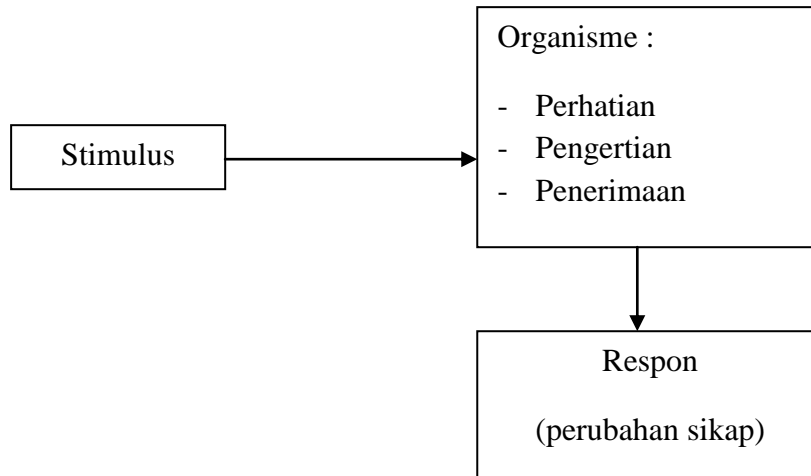 Stimulus
Organisme :
- Perhatian
- Pengertian
- Penerimaan
Respon
(perubahan sikap)